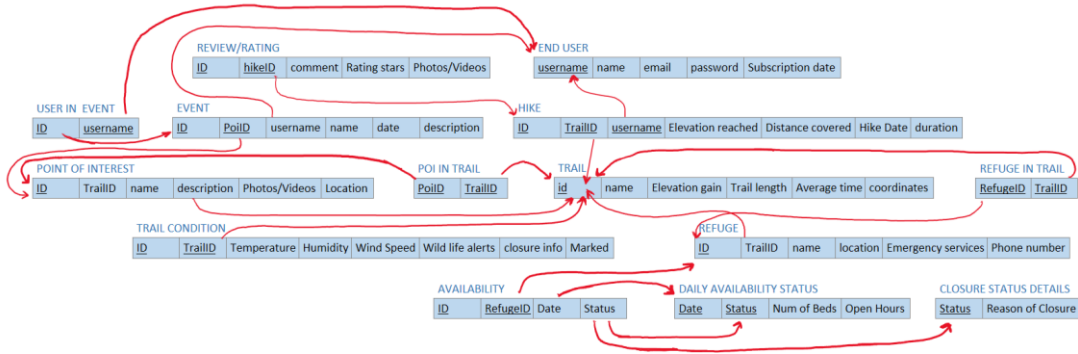 REVIEW/RATING
ID hikeID comment Rating stars Photos/Videos
END USER
username name email password Subscription date
USER IN EVENT
ID username
EVENT
ID PoiID username name date description
HIKE
ID TrailID username Elevation reached Distance covered Hike Date duration
POINT OF INTEREST
ID TrailID name description Photos/Videos Location
POI IN TRAIL
PoiID TrailID
TRAIL
id name Elevation gain Trail length Average time coordinates
REFUGE IN TRAIL
RefugeID TrailID
TRAIL CONDITION
ID TrailID Temperature Humidity Wind Speed Wild life alerts closure info Marked
REFUGE
ID TrailID name location Emergency services Phone number
AVAILABILITY
ID RefugeID Date Status
DAILY AVAILABILITY STATUS
Date Status Num of Beds Open Hours
CLOSURE STATUS DETAILS
Status Reason of Closure